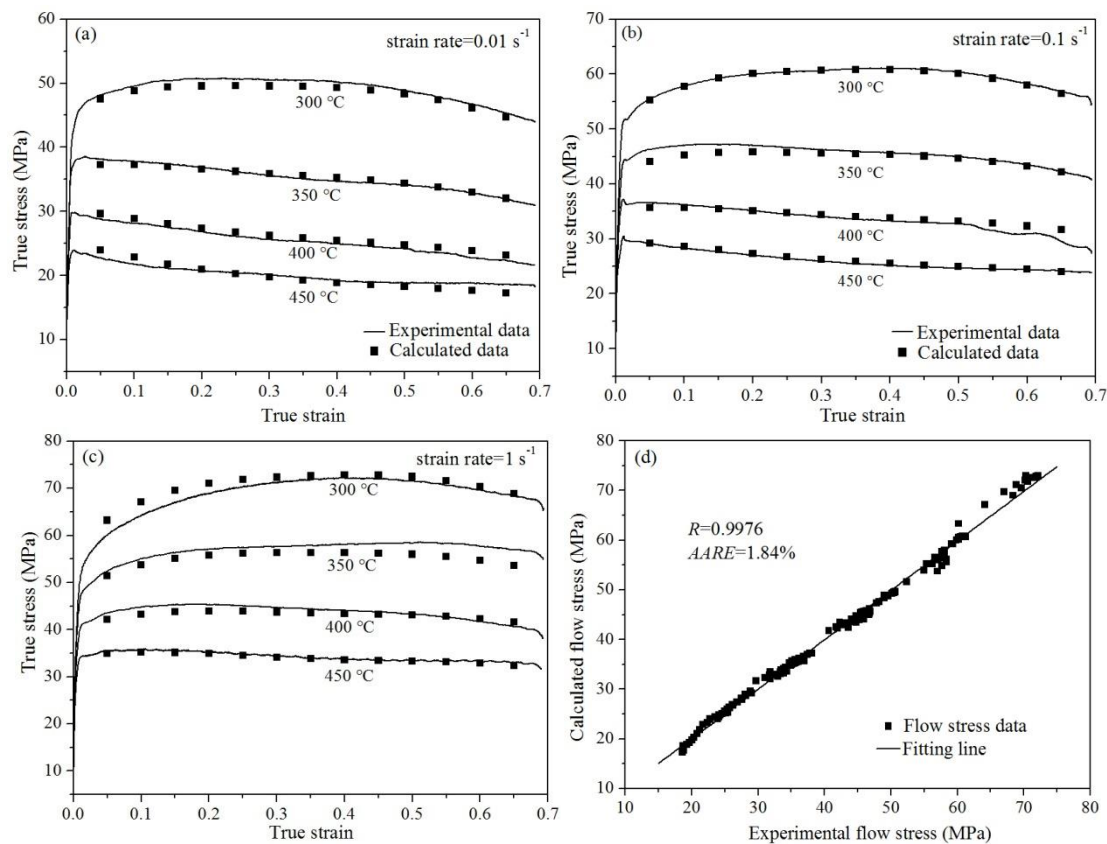 (a)
strain rate=0.01 s⁻¹
60
50
40
30
20
10
True stress (MPa)
300 °C
350 °C
400 °C
450 °C
Experimental data
Calculated data
0.0 0.1 0.2 0.3 0.4 0.5 0.6 0.7
True strain
(b)
strain rate=0.1 s⁻¹
70
60
50
40
30
20
10
True stress (MPa)
300 °C
350 °C
400 °C
450 °C
Experimental data
Calculated data
0.0 0.1 0.2 0.3 0.4 0.5 0.6 0.7
True strain
(c)
strain rate=1 s⁻¹
80
70
60
50
40
30
20
10
True stress (MPa)
300 °C
350 °C
400 °C
450 °C
0.0 0.1 0.2 0.3 0.4 0.5 0.6 0.7
True strain
(d)
R=0.9976
AARE=1.84%
80
70
60
50
40
30
20
10
Calculated flow stress (MPa)
Flow stress data
Fitting line
10 20 30 40 50 60 70 80
Experimental flow stress (MPa)